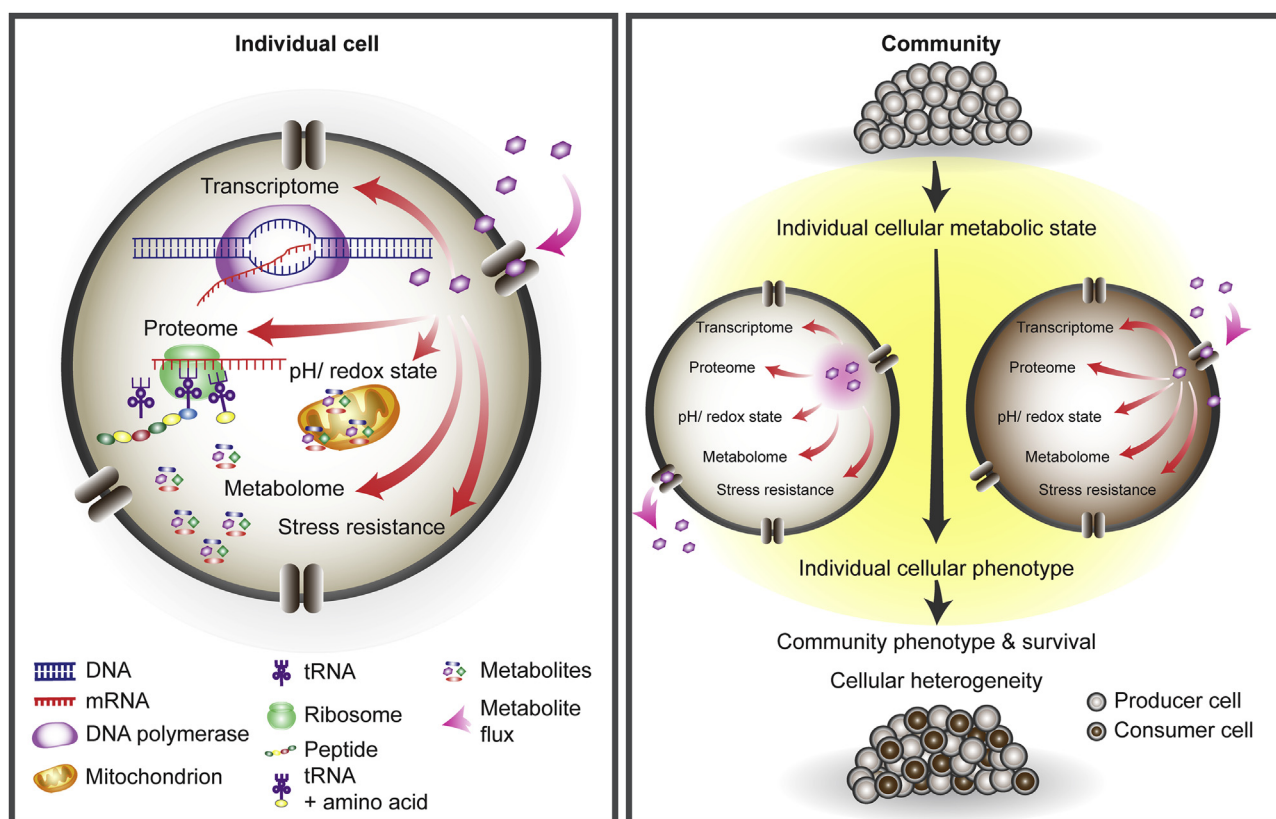 Individual cell
Transcriptome
Proteome
pH/ redox state
Metabolome
Stress resistance
DNA
mRNA
DNA polymerase
Mitochondrion
tRNA
Ribosome
Peptide
tRNA
+ amino acid
Metabolites
Metabolite
flux
Community
Individual cellular metabolic state
Transcriptome
Proteome
pH/ redox state
Metabolome
Stress resistance
Transcriptome
Proteome
pH/ redox state
Metabolome
Stress resistance
Individual cellular phenotype
Community phenotype & survival
Cellular heterogeneity
Producer cell
Consumer cell